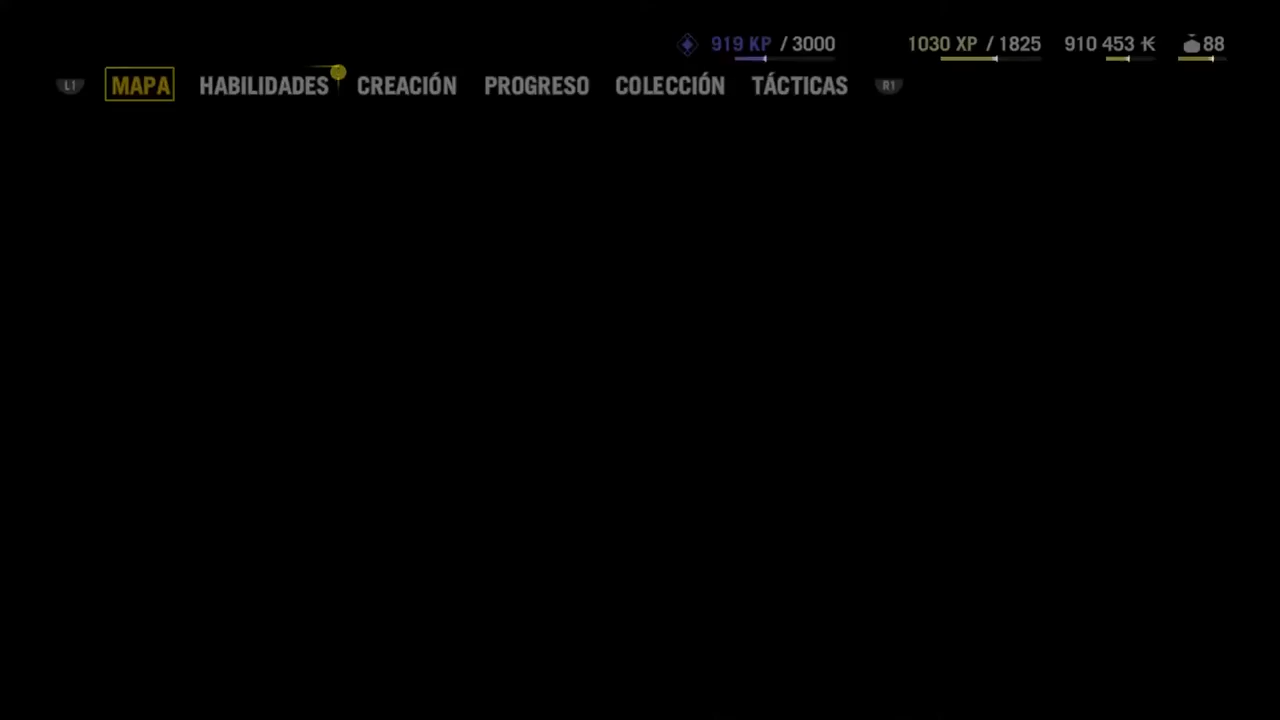 919 KP / 3000 1030 XP / 1825 910 453 ₭ 88
L1 MAPA HABILIDADES CREACIÓN PROGRESO COLECCIÓN TÁCTICAS R1